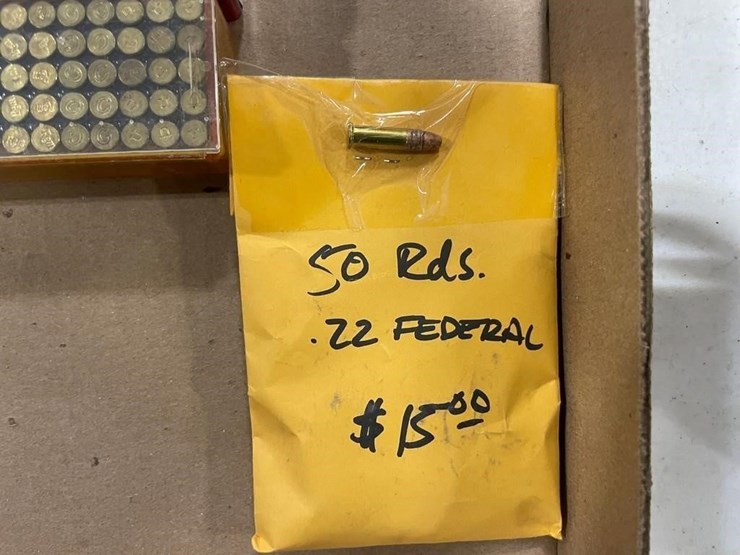 50 Rds.
.22 FEDERAL
$15.00